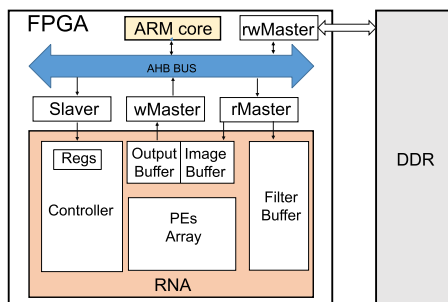 FPGA
ARM core
rwMaster
AHB BUS
Slaver
wMaster
rMaster
Regs
Controller
Output
Buffer
Image
Buffer
PEs
Array
Filter
Buffer
RNA
DDR